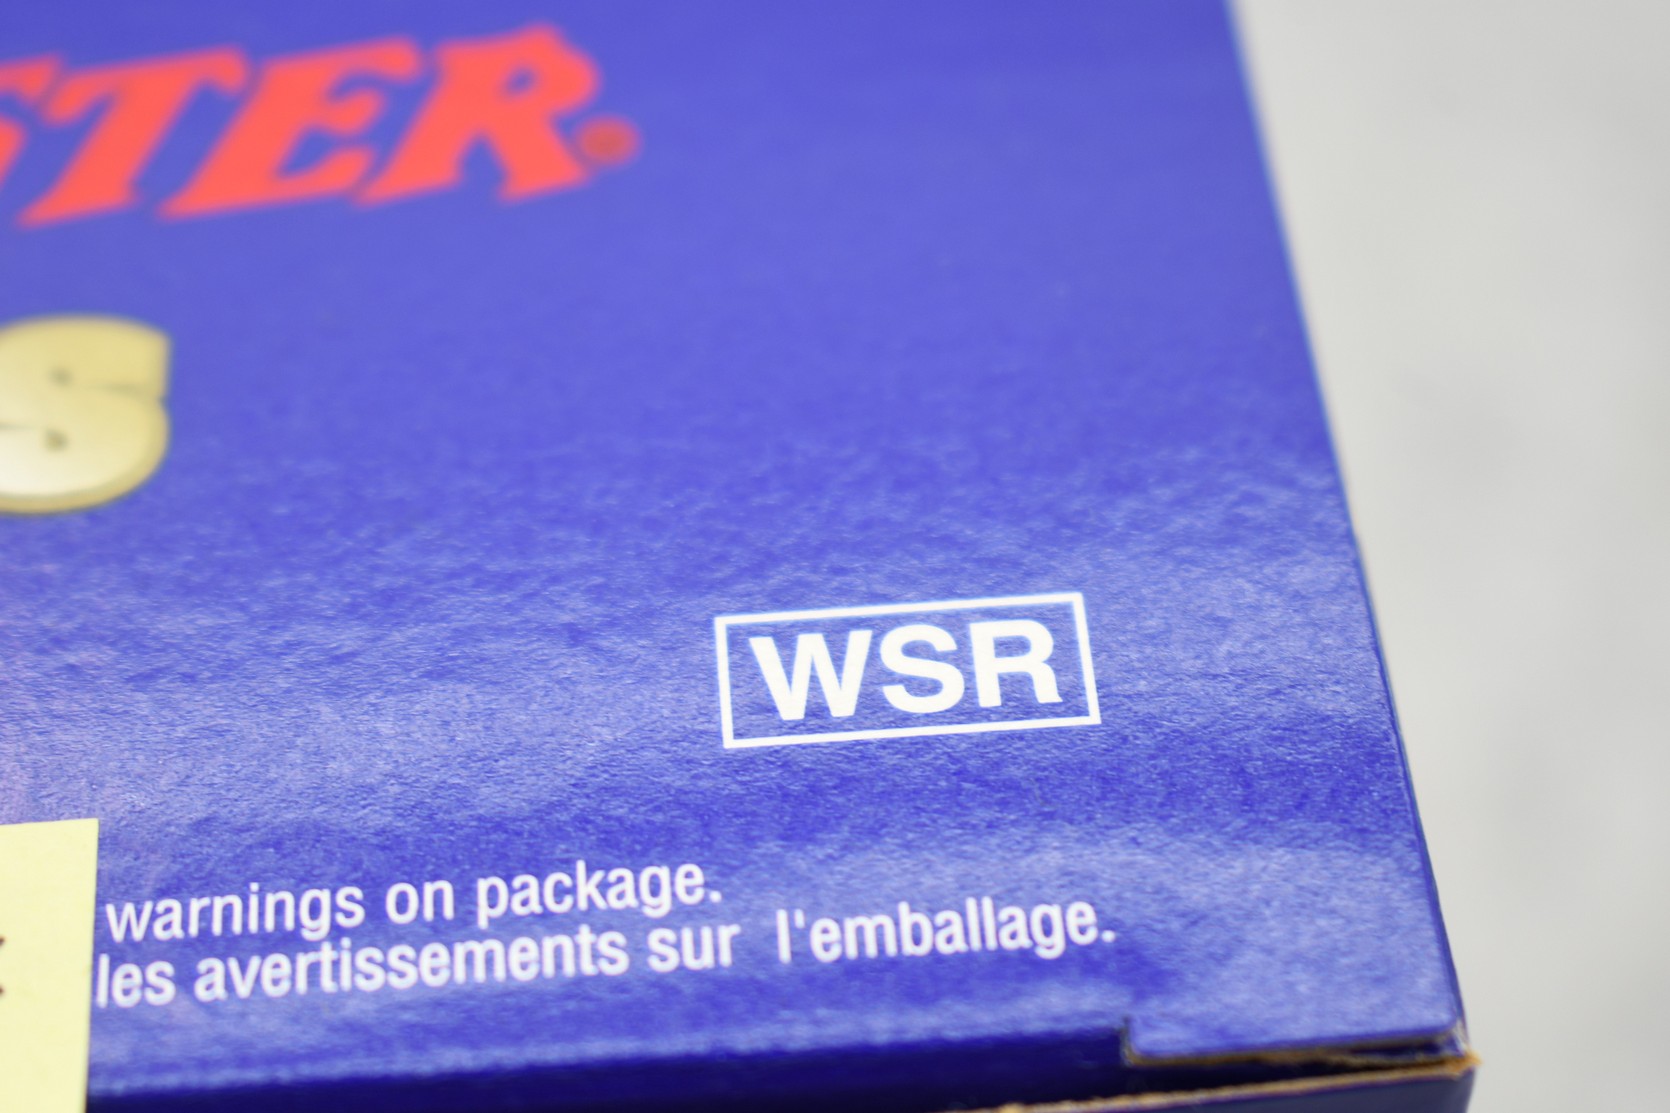 STER.
S
WSR
warnings on package.
les avertissements sur l'emballage.